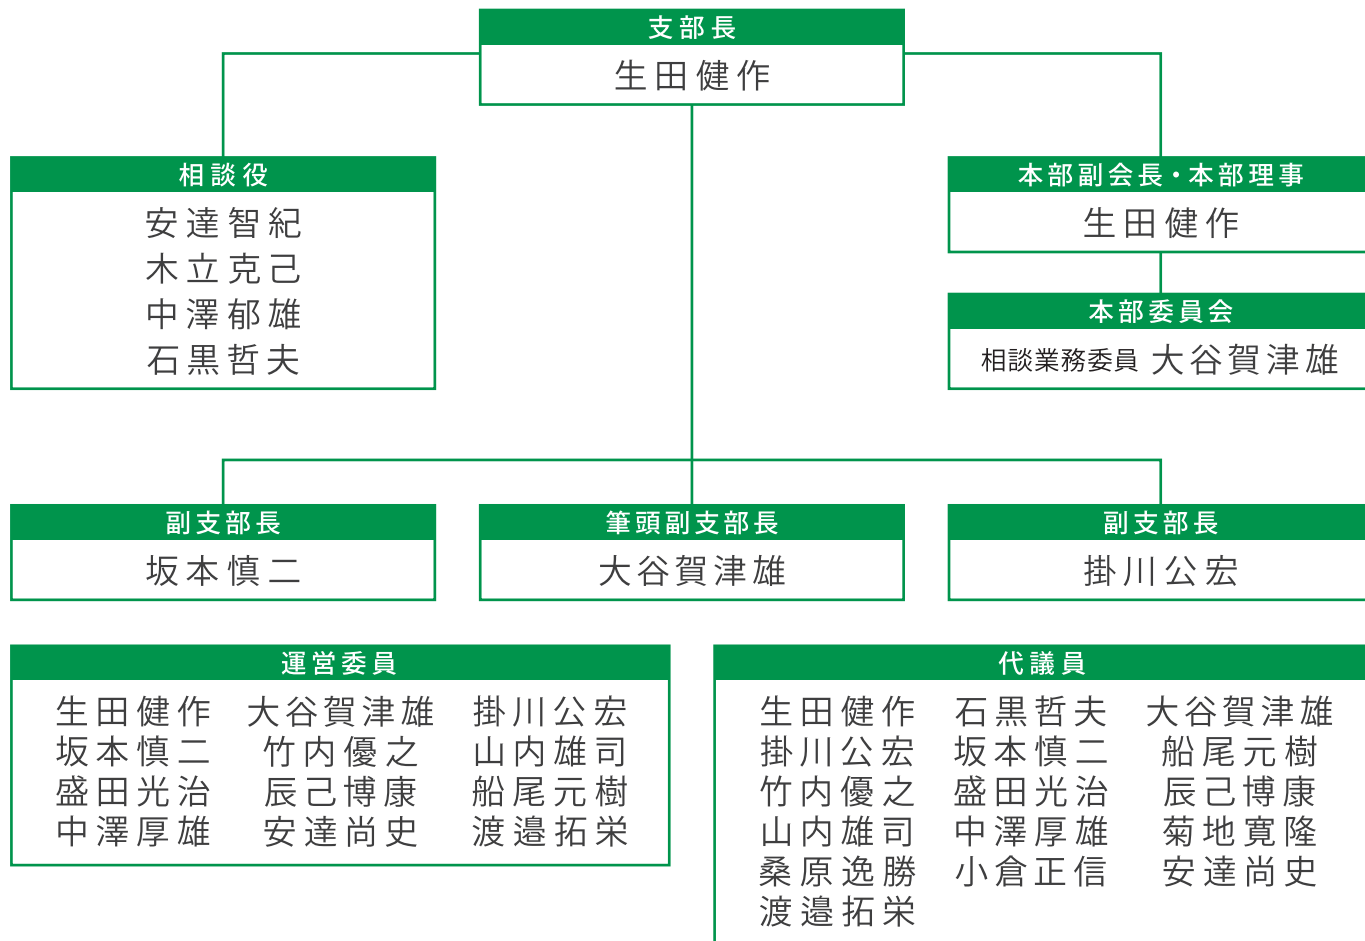 支部長
生田健作
相談役
安達智紀
木立克己
中澤郁雄
石黒哲夫
本部副会長・本部理事
生田健作
本部委員会
相談業務委員 大谷賀津雄
副支部長
坂本慎二
筆頭副支部長
大谷賀津雄
副支部長
掛川公宏
運営委員
生田健作 大谷賀津雄 掛川公宏
坂本慎二 竹内優之 山内雄司
盛田光治 辰己博康 船尾元樹
中澤厚雄 安達尚史 渡邉拓栄
代議員
生田健作 石黒哲夫 大谷賀津雄
掛川公宏 坂本慎二 船尾元樹
竹内優之 盛田光治 辰己博康
山内雄司 中澤厚雄 菊地寛隆
桑原逸勝 小倉正信 安達尚史
渡邉拓栄